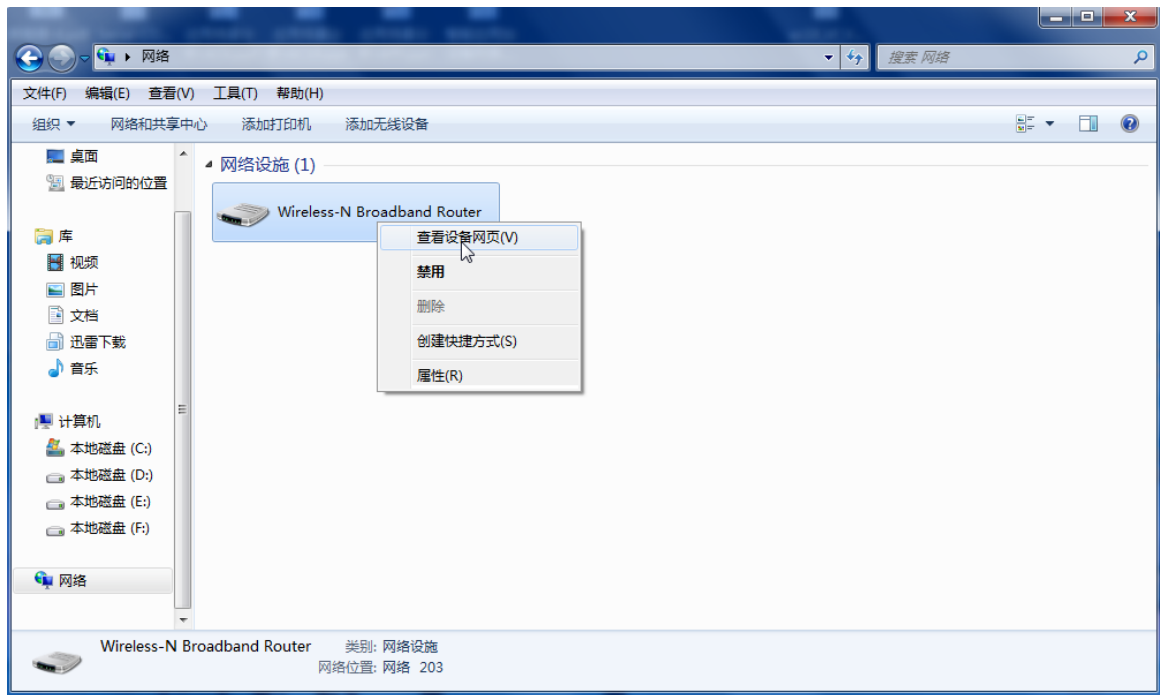 网络
搜索 网络
文件(F) 编辑(E) 查看(V) 工具(T) 帮助(H)
组织 网络和共享中心 添加打印机 添加无线设备
桌面
最近访问的位置
库
视频
图片
文档
迅雷下载
音乐
计算机
本地磁盘 (C:)
本地磁盘 (D:)
本地磁盘 (E:)
本地磁盘 (F:)
网络
网络设施 (1)
Wireless-N Broadband Router
查看设备网页(V)
禁用
删除
创建快捷方式(S)
属性(R)
Wireless-N Broadband Router 类别: 网络设施
网络位置: 网络 203